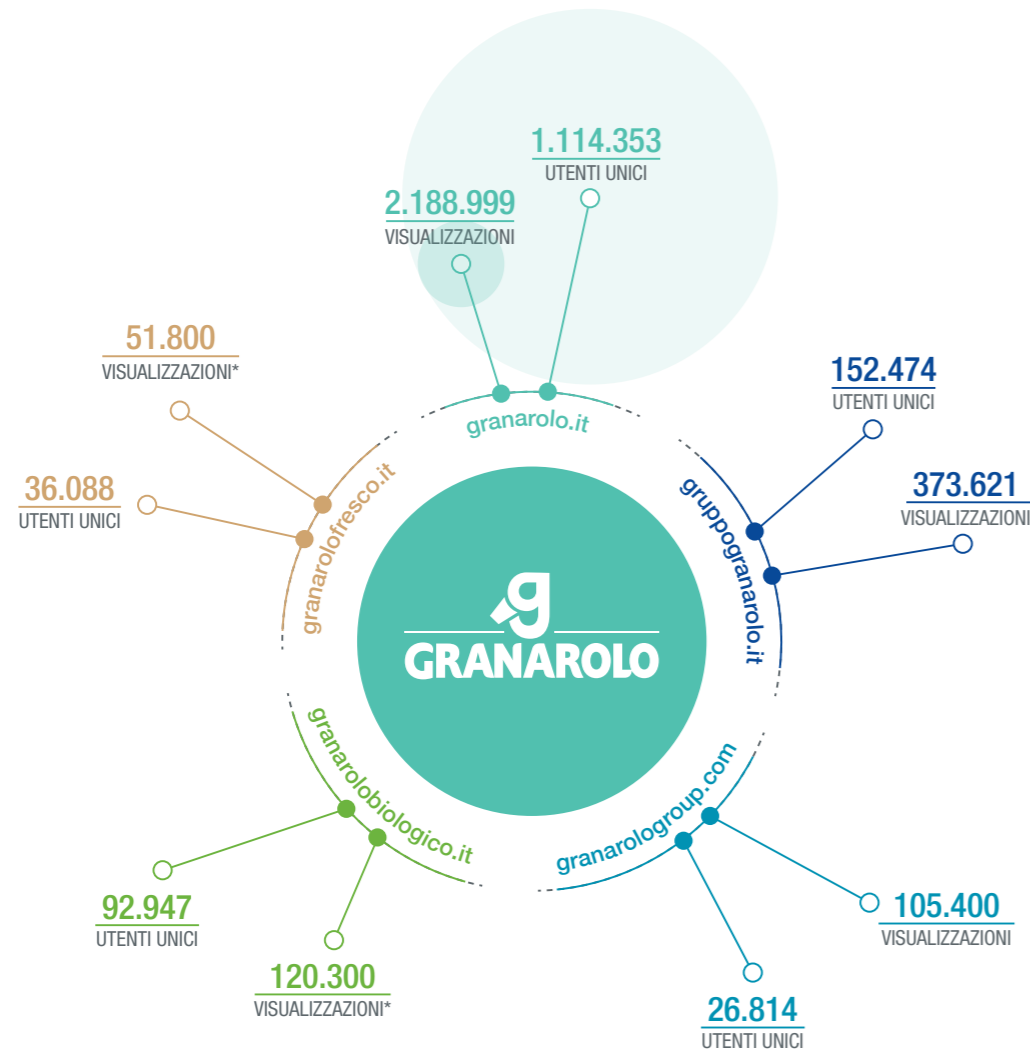 1.114.353
UTENTI UNICI
2.188.999
VISUALIZZAZIONI
granarolo.it
51.800
VISUALIZZAZIONI*
36.088
UTENTI UNICI
granarolofresco.it
152.474
UTENTI UNICI
373.621
VISUALIZZAZIONI
gruppogranarolo.it
g
GRANAROLO
granarolobiologico.it
92.947
UTENTI UNICI
120.300
VISUALIZZAZIONI*
granarologroup.com
105.400
VISUALIZZAZIONI
26.814
UTENTI UNICI